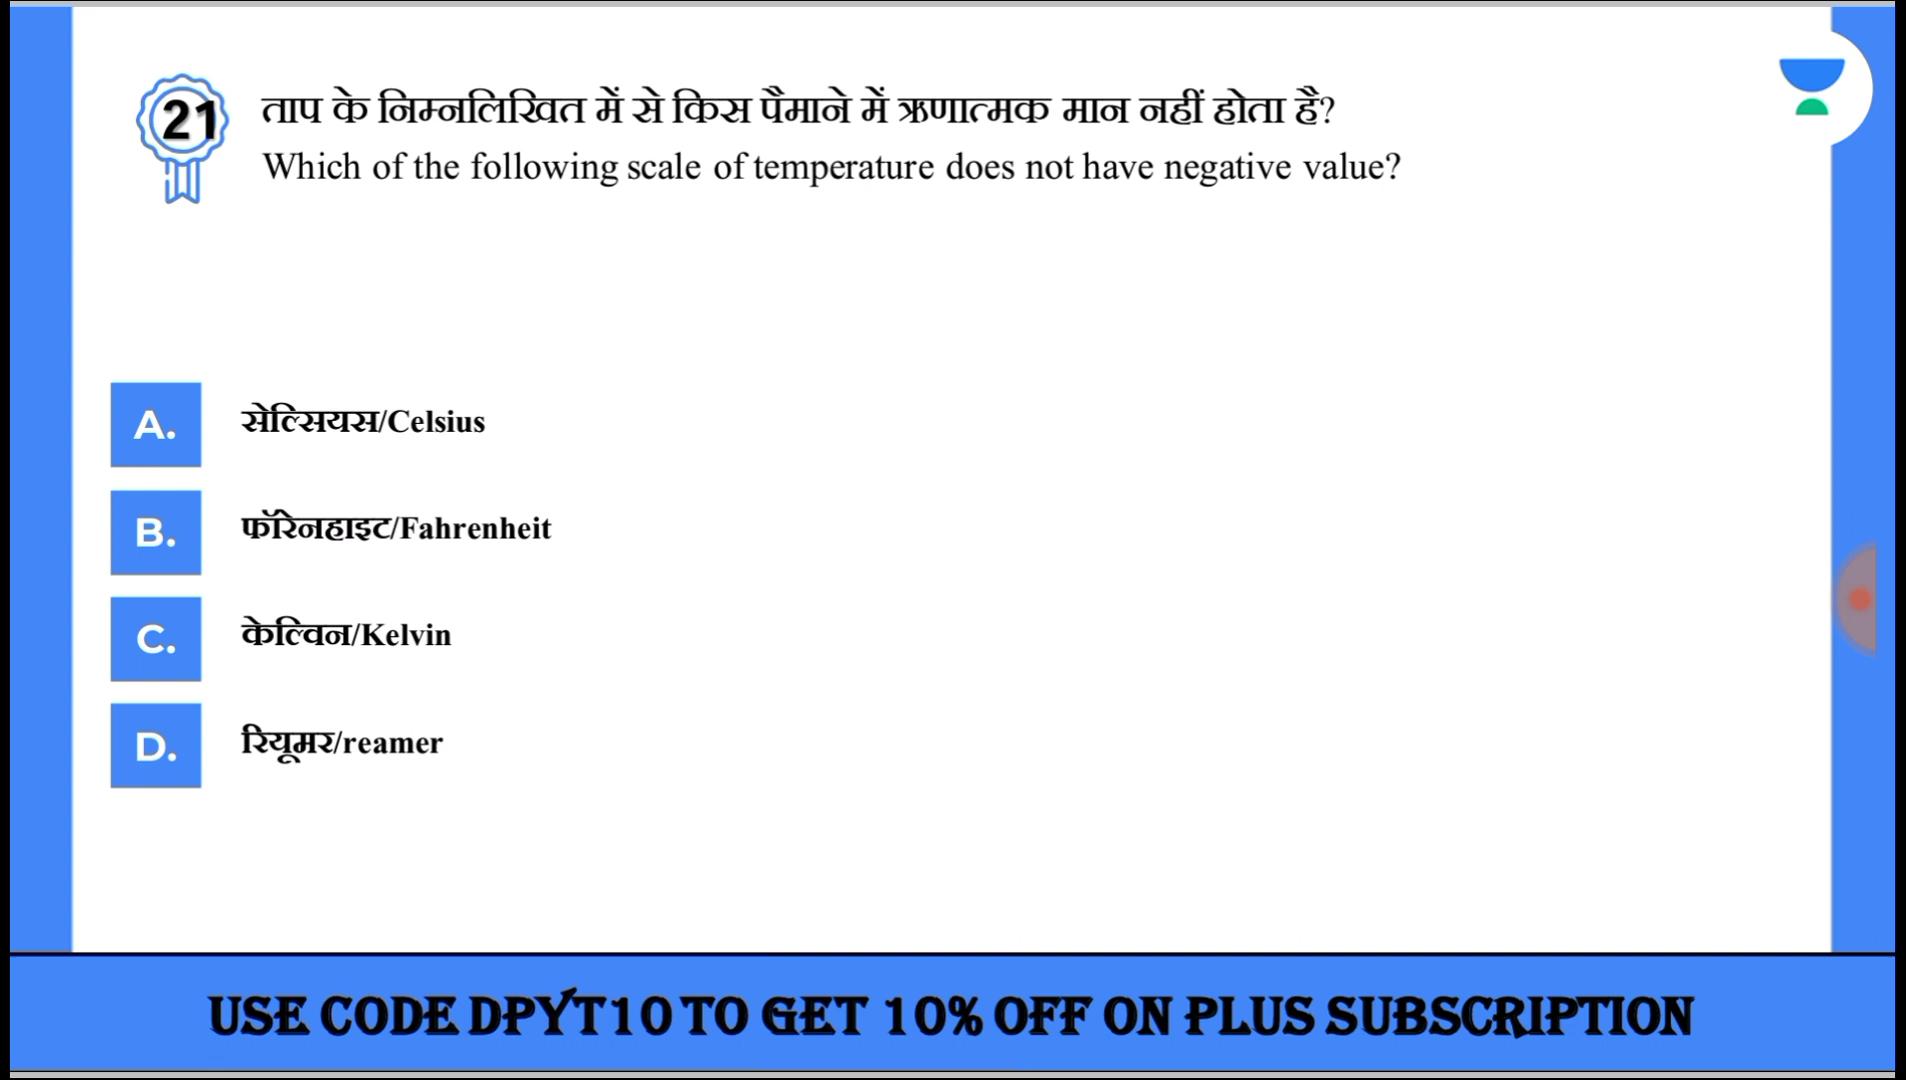 21
ताप के निम्नलिखित में से किस पैमाने में ऋणात्मक मान नहीं होता है?
Which of the following scale of temperature does not have negative value?
A. सेल्सियस/Celsius
B. फॉरेनहाइट/Fahrenheit
C. केल्विन/Kelvin
D. रियूमर/reamer
USE CODE DPYT10 TO GET 10% OFF ON PLUS SUBSCRIPTION